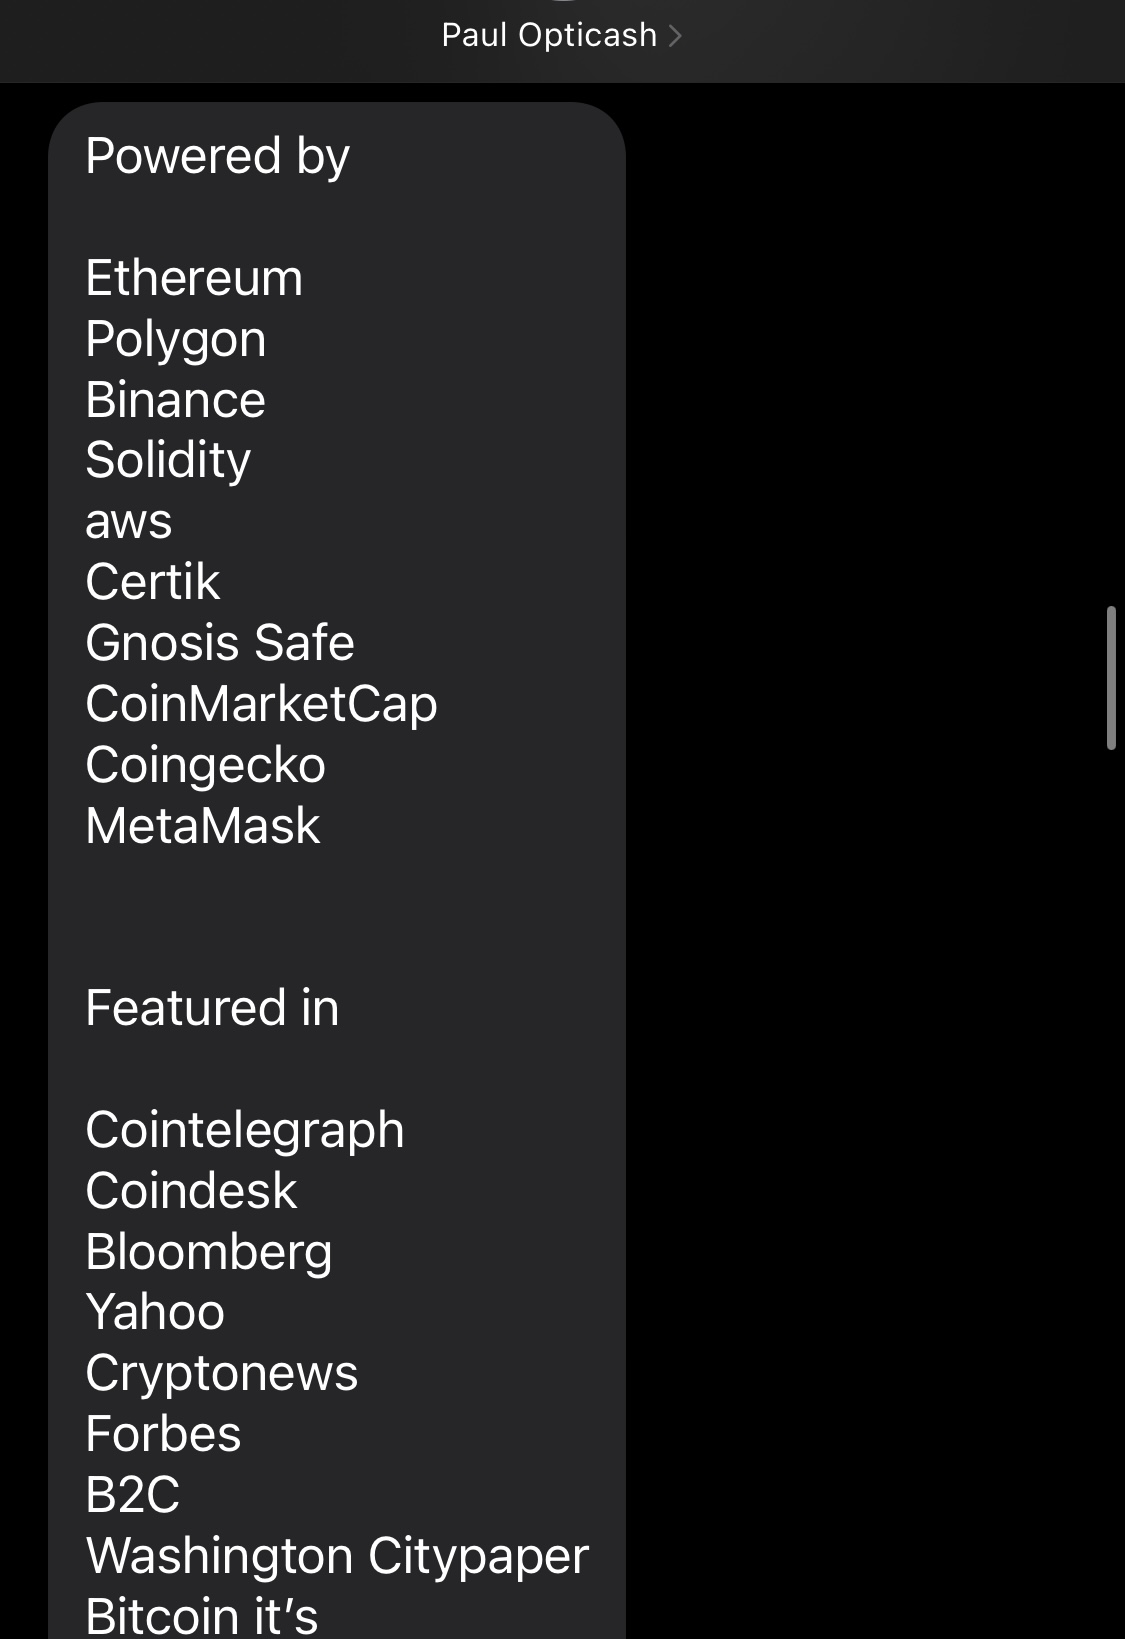 Paul Opticash
Powered by
Ethereum
Polygon
Binance
Solidity
aws
Certik
Gnosis Safe
CoinMarketCap
Coingecko
MetaMask
Featured in
Cointelegraph
Coindesk
Bloomberg
Yahoo
Cryptonews
Forbes
B2C
Washington Citypaper
Bitcoin it’s